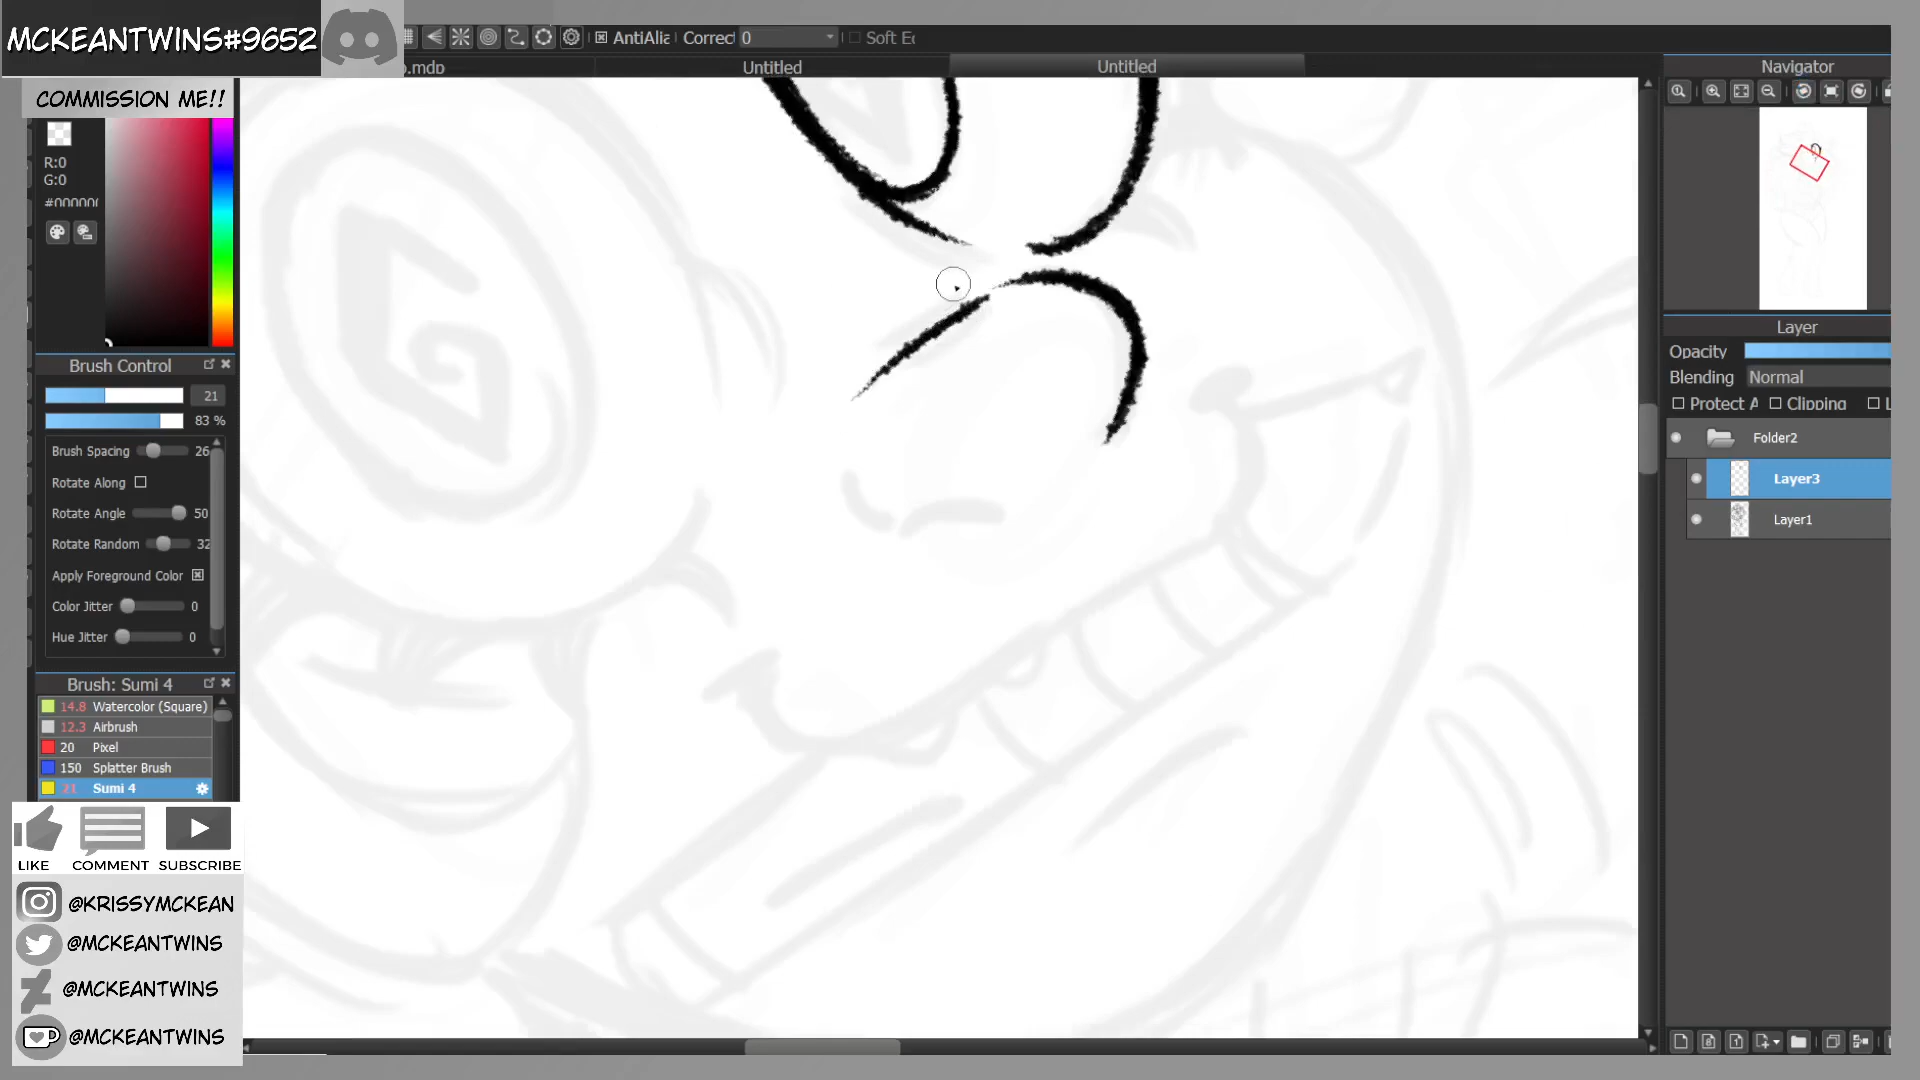 MCKEANTWINS#9652
COMMISSION ME!!
AntiAlia
Correct
0
Soft Ec
Untitled
Untitled
Navigator
R:0
G:0
#000000
Brush Control
21
83 %
Brush Spacing
26
Rotate Along
Rotate Angle
50
Rotate Random
32
Apply Foreground Color
Color Jitter
0
Hue Jitter
0
Brush: Sumi 4
14.8 Watercolor (Square)
12.3 Airbrush
20 Pixel
150 Splatter Brush
21 Sumi 4
LIKE
COMMENT
SUBSCRIBE
@KRISSYMCKEAN
@MCKEANTWINS
@MCKEANTWINS
@MCKEANTWINS
Layer
Opacity
Blending
Normal
Protect A
Clipping
L
Folder2
Layer3
Layer1